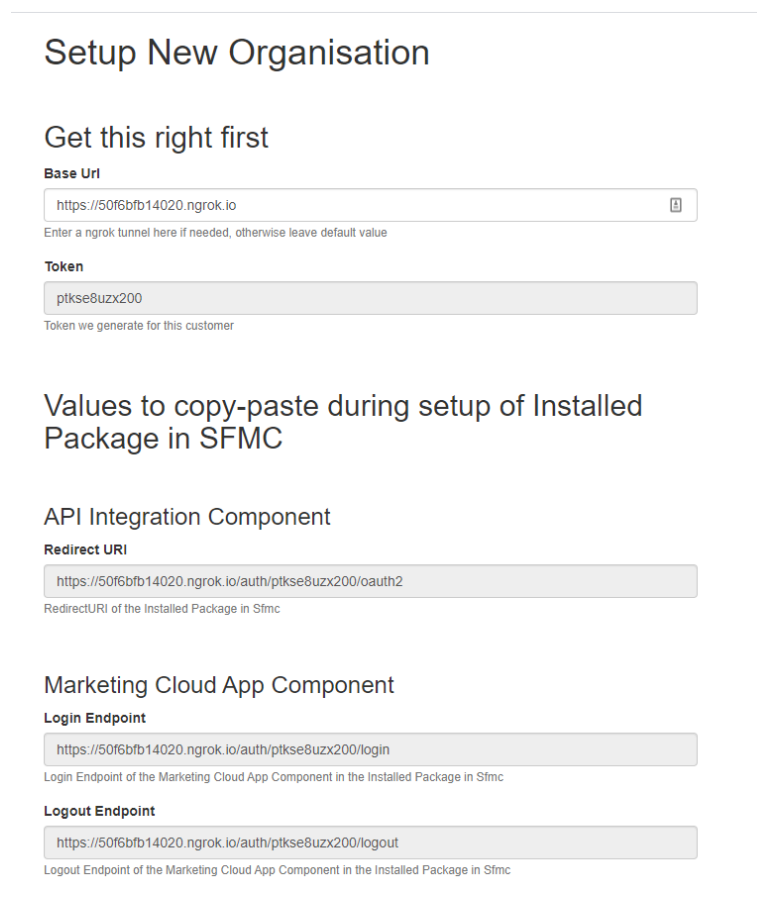 Setup New Organisation
Get this right first
Base Url
https://50f6bfb14020.ngrok.io
Enter a ngrok tunnel here if needed, otherwise leave default value
Token
ptkse8uzx200
Token we generate for this customer
Values to copy-paste during setup of Installed
Package in SFMC
API Integration Component
Redirect URI
https://50f6bfb14020.ngrok.io/auth/ptkse8uzx200/oauth2
RedirectURI of the Installed Package in Sfmc
Marketing Cloud App Component
Login Endpoint
https://50f6bfb14020.ngrok.io/auth/ptkse8uzx200/login
Login Endpoint of the Marketing Cloud App Component in the Installed Package in Sfmc
Logout Endpoint
https://50f6bfb14020.ngrok.io/auth/ptkse8uzx200/logout
Logout Endpoint of the Marketing Cloud App Component in the Installed Package in Sfmc